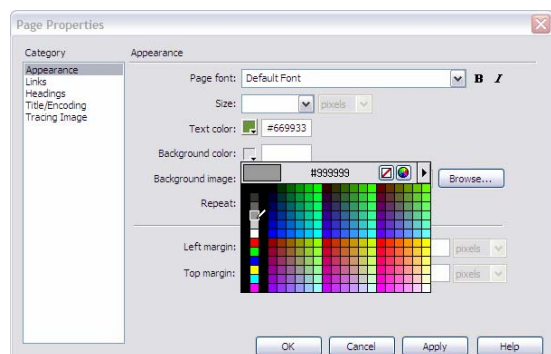 Page Properties
Category
Appearance
Links
Headings
Title/Encoding
Tracing Image
Appearance
Page font: Default Font B I
Size: pixels
Text color: #669933
Background color:
#999999
Background image: Browse...
Repeat:
Left margin: pixels
Top margin: pixels
OK Cancel Apply Help